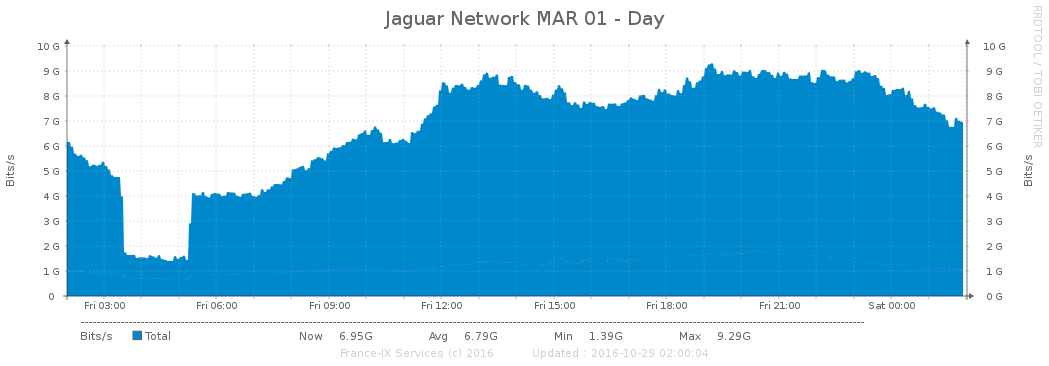 Jaguar Network MAR 01 - Day
RRDTOOL / TOBI OETIKER
10 G 10 G
9 G 9 G
8 G 8 G
7 G 7 G
6 G 6 G
5 G 5 G
4 G 4 G
3 G 3 G
2 G 2 G
1 G 1 G
0 0 G
Bits/s
Bits/s
Fri 03:00 Fri 06:00 Fri 09:00 Fri 12:00 Fri 15:00 Fri 18:00 Fri 21:00 Sat 00:00
Bits/s Total Now 6.95G Avg 6.79G Min 1.39G Max 9.29G
France-IX Services (c) 2016 Updated : 2016-10-29 02:00:04